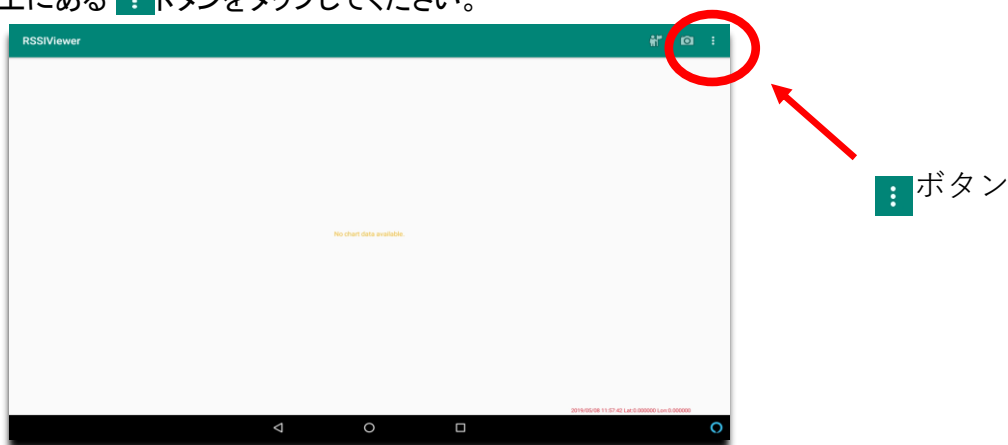 上にある ⋮ ボタンをタップしてください。
RSSIViewer
⋮ ボタン
No chart data available.
2019/05/08 11:57:42 Lat:0.000000 Lon:0.000000